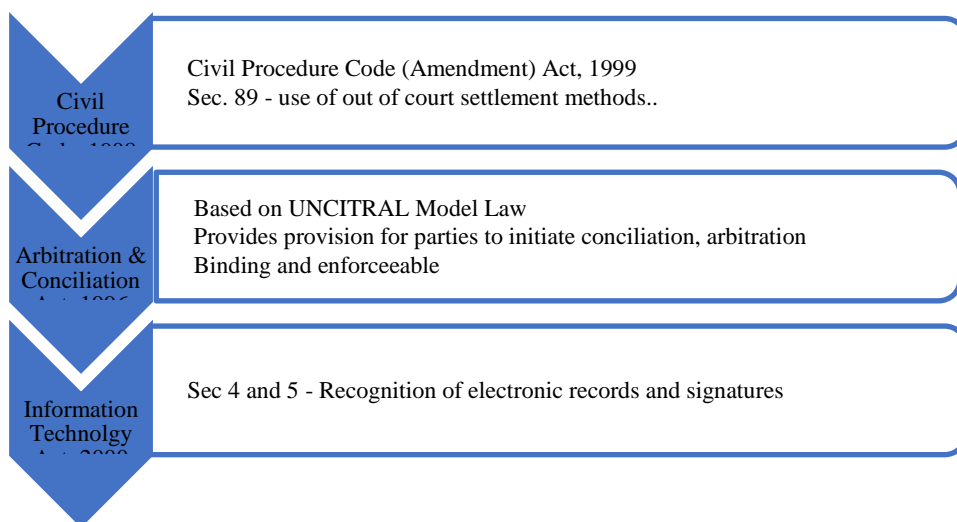 Civil
Procedure
Civil Procedure Code (Amendment) Act, 1999
Sec. 89 - use of out of court settlement methods..
Arbitration &
Conciliation
Based on UNCITRAL Model Law
Provides provision for parties to initiate conciliation, arbitration
Binding and enforceeable
Information
Technolgy
Sec 4 and 5 - Recognition of electronic records and signatures